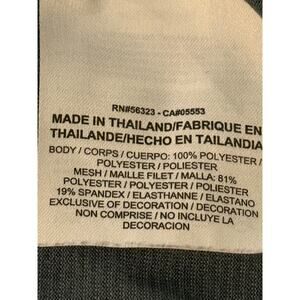 RN#56323 - CA#05553
MADE IN THAILAND/FABRIQUE EN
THAILANDE/HECHO EN TAILANDIA
BODY / CORPS / CUERPO: 100% POLYESTER /
POLYESTER / POLIESTER
MESH / MAILLE FILET / MALLA: 81%
POLYESTER / POLYESTER / POLIESTER
19% SPANDEX / ELASTHANNE / ELASTANO
EXCLUSIVE OF DECORATION / DECORATION
NON COMPRISE / NO INCLUYE LA
DECORACION